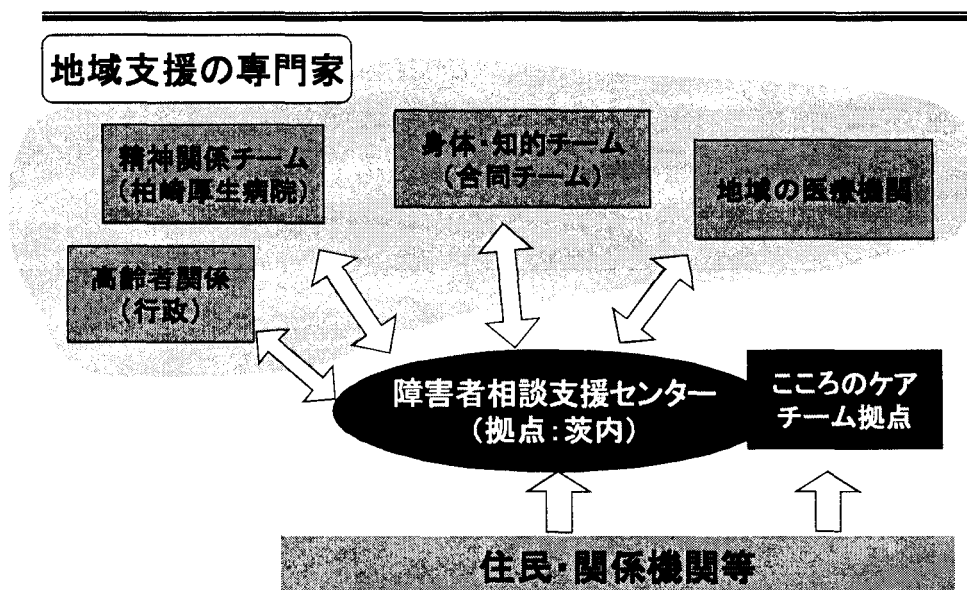 地域支援の専門家
精神関係チーム
(柏崎厚生病院)
身体・知的チーム
(合同チーム)
地域の医療機関
高齢者関係
(行政)
障害者相談支援センター
(拠点:茨内)
こころのケア
チーム拠点
住民・関係機関等